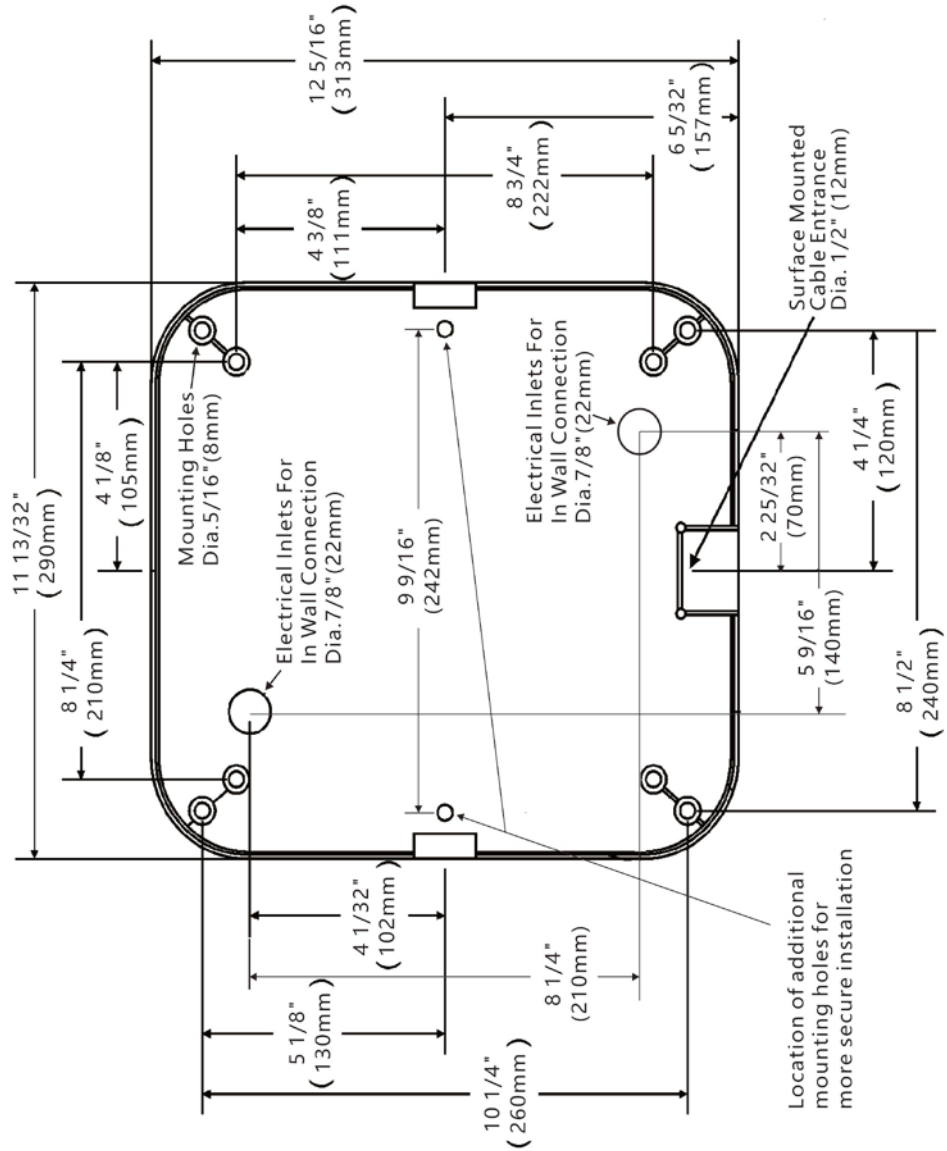 11 13/32"
( 290mm )
8 1/4"
( 210mm )
4 1/8"
( 105mm )
12 5/16"
( 313mm )
4 3/8"
( 111mm )
8 3/4"
( 222mm )
6 5/32"
( 157mm )
Mounting Holes
Dia.5/16"(8mm)
Electrical Inlets For
In Wall Connection
Dia.7/8"(22mm)
9 9/16"
(242mm)
Electrical Inlets For
In Wall Connection
Dia.7/8"(22mm)
Surface Mounted
Cable Entrance
Dia. 1/2" (12mm)
4 1/32"
( 102mm )
5 1/8"
( 130mm )
8 1/4"
(210mm)
10 1/4"
( 260mm )
2 25/32"
(70mm)
4 1/4"
( 120mm )
5 9/16"
(140mm)
8 1/2"
( 240mm )
Location of additional
mounting holes for
more secure installation